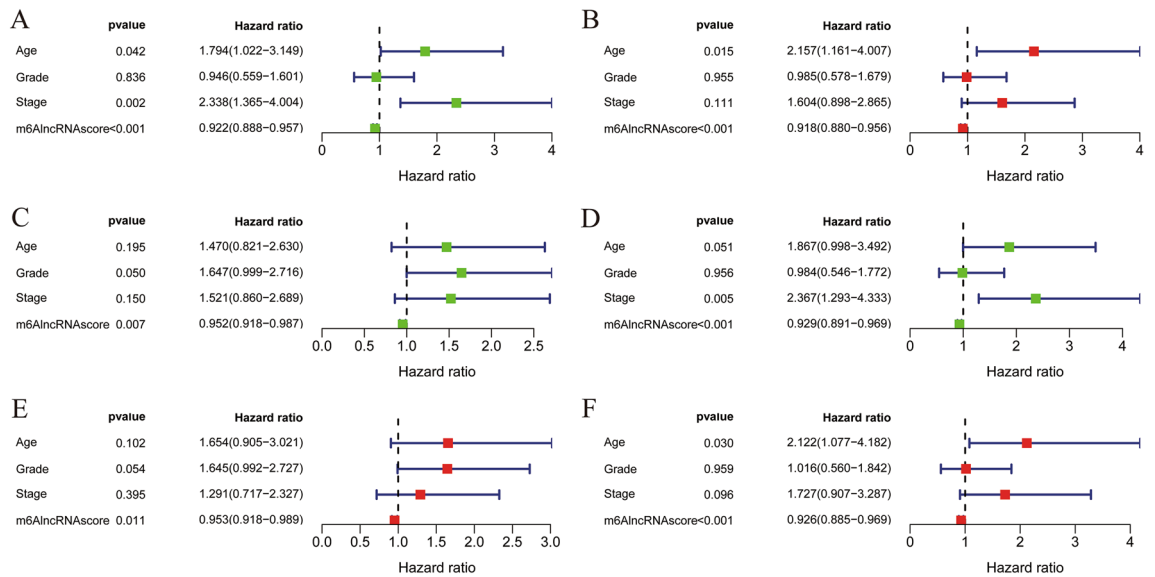 A
pvalue Hazard ratio
Age 0.042 1.794(1.022−3.149)
Grade 0.836 0.946(0.559−1.601)
Stage 0.002 2.338(1.365−4.004)
m6AlncRNAscore<0.001 0.922(0.888−0.957)
0 1 2 3 4
Hazard ratio
B
pvalue Hazard ratio
Age 0.015 2.157(1.161−4.007)
Grade 0.955 0.985(0.578−1.679)
Stage 0.111 1.604(0.898−2.865)
m6AlncRNAscore<0.001 0.918(0.880−0.956)
0 1 2 3 4
Hazard ratio
C
pvalue Hazard ratio
Age 0.195 1.470(0.821−2.630)
Grade 0.050 1.647(0.999−2.716)
Stage 0.150 1.521(0.860−2.689)
m6AlncRNAscore 0.007 0.952(0.918−0.987)
0.0 0.5 1.0 1.5 2.0 2.5
Hazard ratio
D
pvalue Hazard ratio
Age 0.051 1.867(0.998−3.492)
Grade 0.956 0.984(0.546−1.772)
Stage 0.005 2.367(1.293−4.333)
m6AlncRNAscore<0.001 0.929(0.891−0.969)
0 1 2 3 4
Hazard ratio
E
pvalue Hazard ratio
Age 0.102 1.654(0.905−3.021)
Grade 0.054 1.645(0.992−2.727)
Stage 0.395 1.291(0.717−2.327)
m6AlncRNAscore 0.011 0.953(0.918−0.989)
0.0 0.5 1.0 1.5 2.0 2.5 3.0
Hazard ratio
F
pvalue Hazard ratio
Age 0.030 2.122(1.077−4.182)
Grade 0.959 1.016(0.560−1.842)
Stage 0.096 1.727(0.907−3.287)
m6AlncRNAscore<0.001 0.926(0.885−0.969)
0 1 2 3 4
Hazard ratio